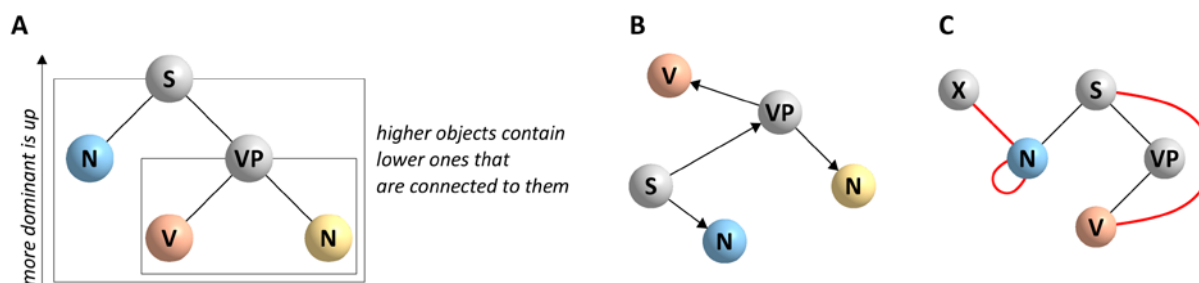 A
more dominant is up
S
N
VP
V
N
higher objects contain
lower ones that
are connected to them
B
V
VP
S
N
N
C
X
S
N
VP
V